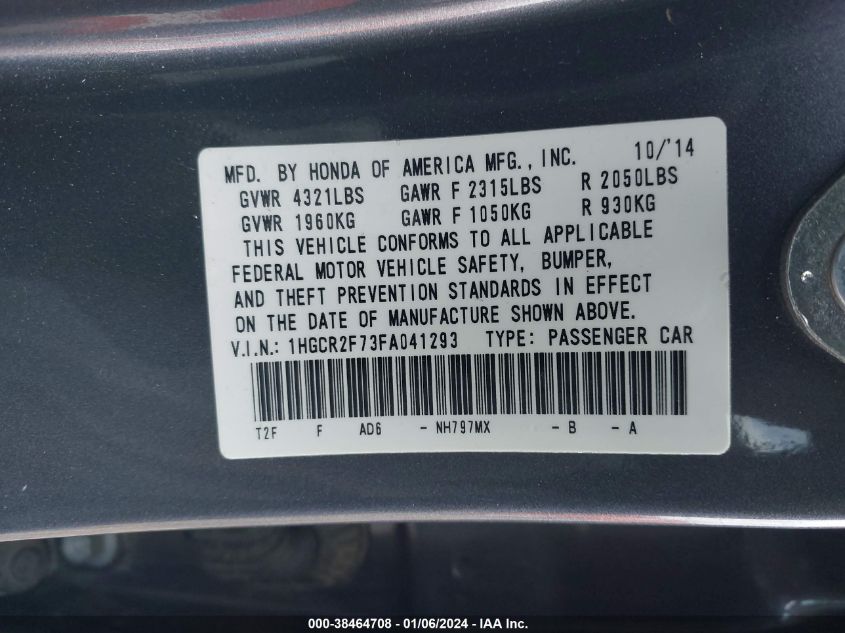 MFD. BY HONDA OF AMERICA MFG., INC. 10/'14
GVWR 4321LBS GAWR F 2315LBS R 2050LBS
GVWR 1960KG GAWR F 1050KG R 930KG
THIS VEHICLE CONFORMS TO ALL APPLICABLE
FEDERAL MOTOR VEHICLE SAFETY, BUMPER,
AND THEFT PREVENTION STANDARDS IN EFFECT
ON THE DATE OF MANUFACTURE SHOWN ABOVE.
V.I.N.: 1HGCR2F73FA041293 TYPE: PASSENGER CAR
T2F F AD6 - NH797MX - B - A
000-38464708 - 01/06/2024 - IAA Inc.